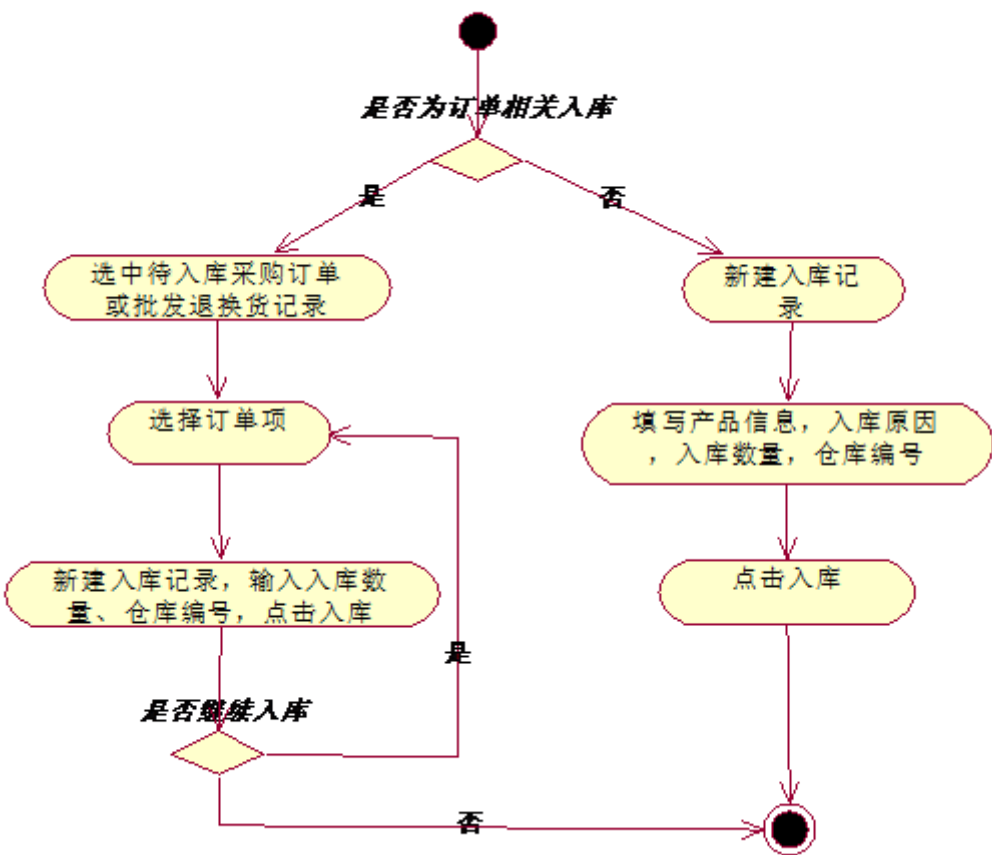 是否为订单相关入库
是
否
选中待入库采购订单
或批发退换货记录
新建入库记
录
选择订单项
填写产品信息，入库原因
，入库数量，仓库编号
新建入库记录，输入入库数
量、仓库编号，点击入库
点击入库
是
是否继续入库
否